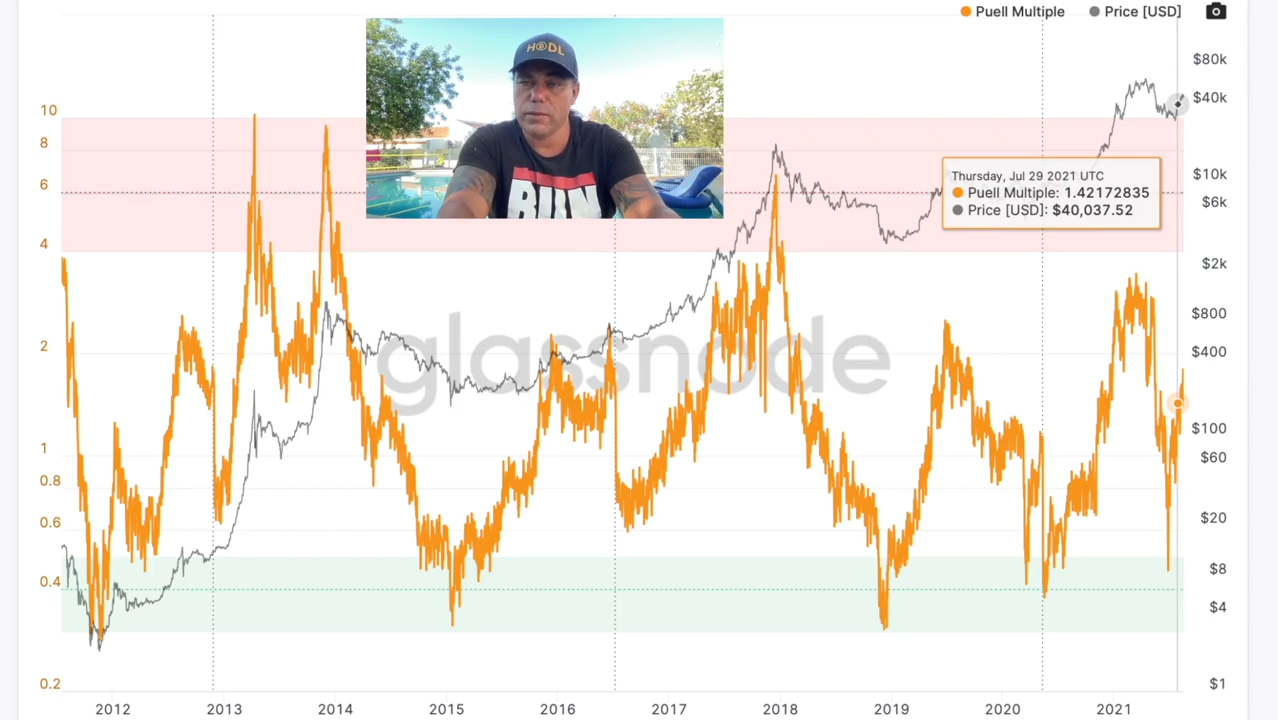 Puell Multiple
Price [USD]
$80k
$40k
$10k
$6k
$2k
$800
$400
$100
$60
$20
$8
$4
$1
10
8
6
4
2
1
0.8
0.6
0.4
0.2
HODL
Thursday, Jul 29 2021 UTC
Puell Multiple: 1.42172835
Price [USD]: $40,037.52
glassnode
2012
2013
2014
2015
2016
2017
2018
2019
2020
2021